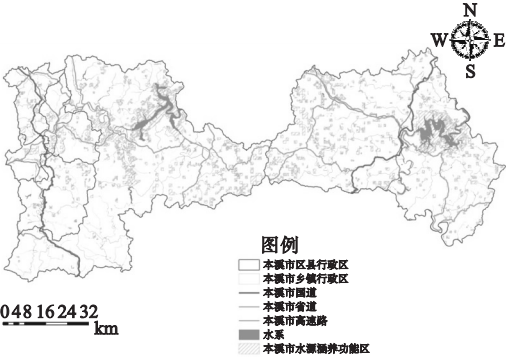 N
W E
S
图例
本溪市区县行政区
本溪市乡镇行政区
本溪市国道
本溪市省道
本溪市高速路
水系
本溪市水源涵养功能区
0 4 8 16 24 32
km